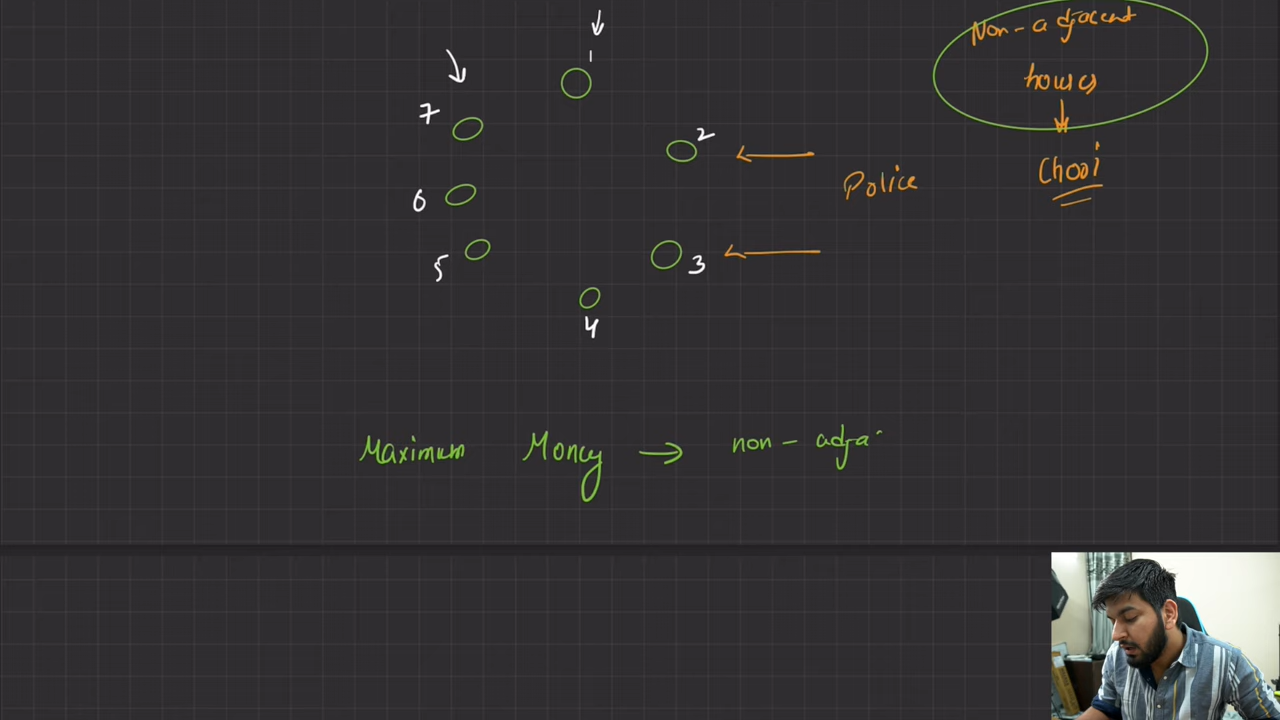 Non-adjacent
houses
Chori
1
7
2
Police
6
5
3
4
Maximum Money → non-adja